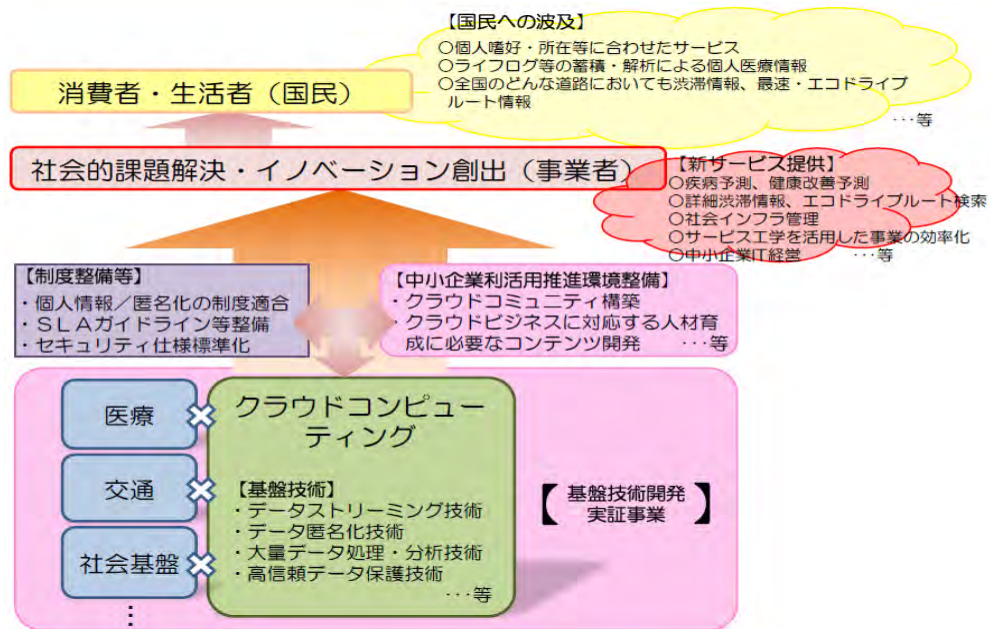 【国民への波及】
○個人嗜好・所在等に合わせたサービス
○ライフログ等の蓄積・解析による個人医療情報
○全国のどんな道路においても渋滞情報、最速・エコドライブ
ルート情報
･･･等
消費者・生活者（国民）
社会的課題解決・イノベーション創出（事業者）
【新サービス提供】
○疾病予測、健康改善予測
○詳細渋滞情報、エコドライブルート検索
○社会インフラ管理
○サービス工学を活用した事業の効率化
○中小企業IT経営　･･･等
【制度整備等】
・個人情報／匿名化の制度適合
・ＳＬＡガイドライン等整備
・セキュリティ仕様標準化
【中小企業利活用推進環境整備】
・クラウドコミュニティ構築
・クラウドビジネスに対応する人材育
成に必要なコンテンツ開発　･･･等
医療
交通
社会基盤
⋮
クラウドコンピュー
ティング
【基盤技術】
・データストリーミング技術
・データ匿名化技術
・大量データ処理・分析技術
・高信頼データ保護技術
･･･等
【基盤技術開発
実証事業】